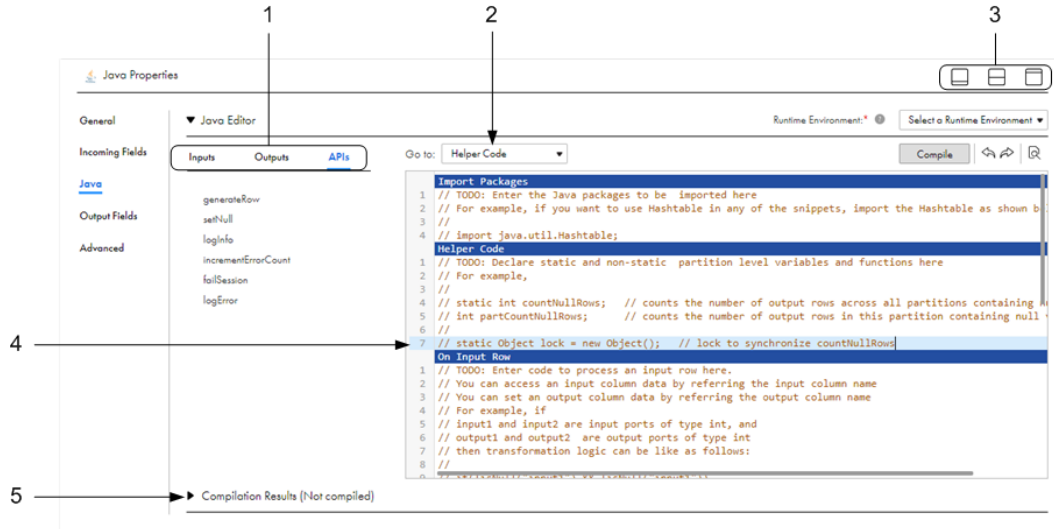 1 2 3
Java Properties
General
Incoming Fields
Java
Output Fields
Advanced
Java Editor
Runtime Environment:* Select a Runtime Environment
Inputs Outputs APIs
Go to: Helper Code
Compile
generateRow
setNull
logInfo
incrementErrorCount
failSession
logError
Import Packages
1 // TODO: Enter the Java packages to be imported here
2 // For example, if you want to use Hashtable in any of the snippets, import the Hashtable as shown b
3 //
4 // import java.util.Hashtable;
Helper Code
1 // TODO: Declare static and non-static partition level variables and functions here
2 // For example,
3 //
4 // static int countNullRows; // counts the number of output rows across all partitions containing
5 // int partCountNullRows; // counts the number of output rows in this partition containing null
6 //
7 // static Object lock = new Object(); // lock to synchronize countNullRows
On Input Row
1 // TODO: Enter code to process an input row here.
2 // You can access an input column data by referring the input column name
3 // You can set an output column data by referring the output column name
4 // For example, if
5 // input1 and input2 are input ports of type int, and
6 // output1 and output2 are output ports of type int
7 // then transformation logic can be like as follows:
8 //
4
5
Compilation Results (Not compiled)